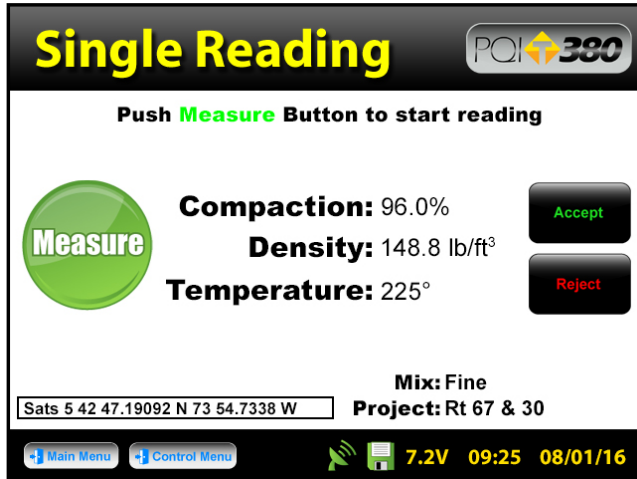 Single Reading
PQI T 380
Push Measure Button to start reading
Measure
Compaction: 96.0%
Density: 148.8 lb/ft³
Temperature: 225°
Accept
Reject
Mix: Fine
Sats 5 42 47.19092 N 73 54.7338 W
Project: Rt 67 & 30
Main Menu
Control Menu
7.2V 09:25 08/01/16